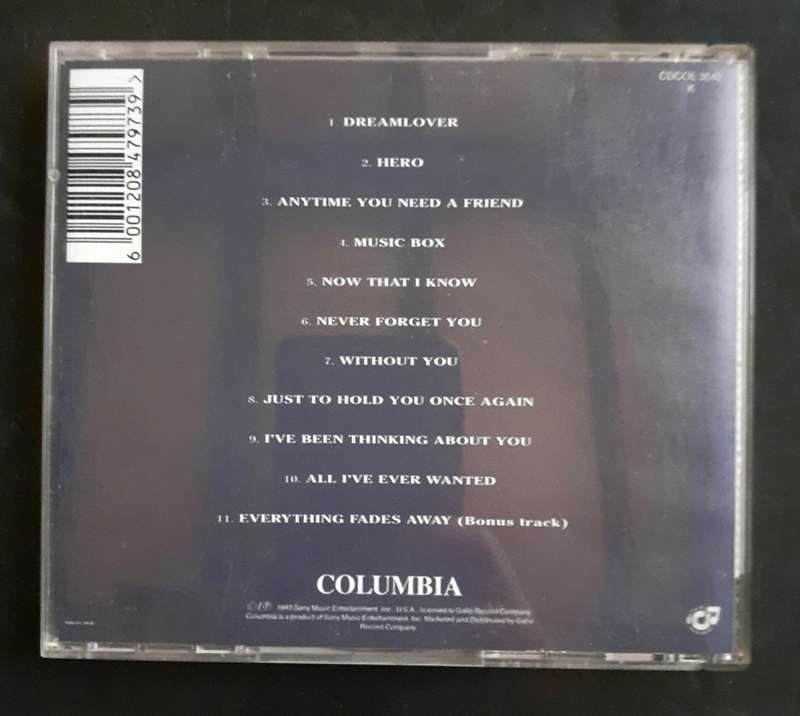 6 001208 479739 >
K
1. DREAMLOVER
2. HERO
3. ANYTIME YOU NEED A FRIEND
4. MUSIC BOX
5. NOW THAT I KNOW
6. NEVER FORGET YOU
7. WITHOUT YOU
8. JUST TO HOLD YOU ONCE AGAIN
9. I'VE BEEN THINKING ABOUT YOU
10. ALL I'VE EVER WANTED
11. EVERYTHING FADES AWAY (Bonus track)
COLUMBIA
1993 Sony Music Entertainment, Inc., U.S.A., licensed to Gallo Record Company.
Columbia is a product of Sony Music Entertainment, Inc. Marketed and Distributed by Gallo
Record Company.